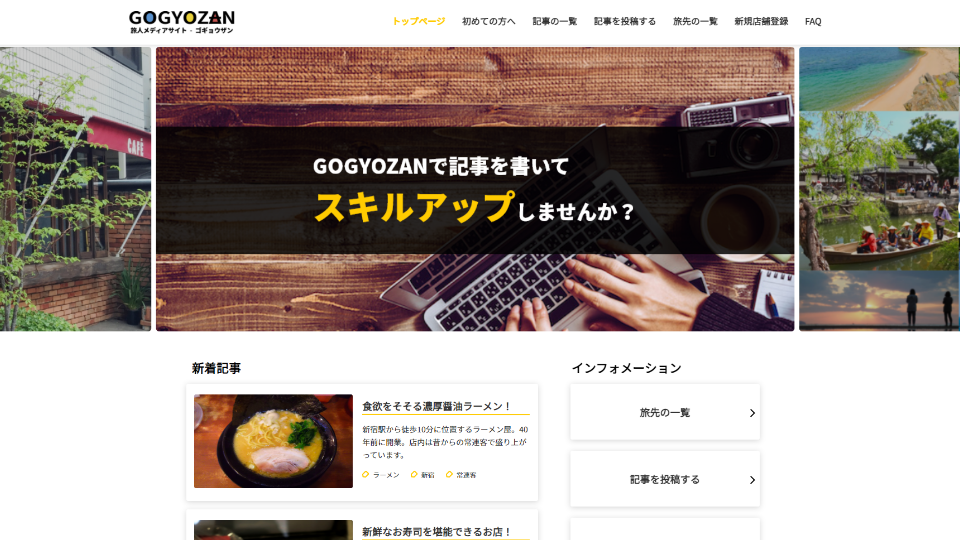 GOGYOZAN
旅人メディアサイト - ゴギョウザン
トップページ 初めての方へ 記事の一覧 記事を投稿する 旅先の一覧 新規店舗登録 FAQ
CAFÉ
GOGYOZANで記事を書いて
スキルアップしませんか？
新着記事
食欲をそそる濃厚醤油ラーメン！
新宿駅から徒歩10分に位置するラーメン屋。40
年前に開業。店内は昔からの常連客で盛り上が
っています。
ラーメン 新宿 常連客
新鮮なお寿司を堪能できるお店！
インフォメーション
旅先の一覧
記事を投稿する